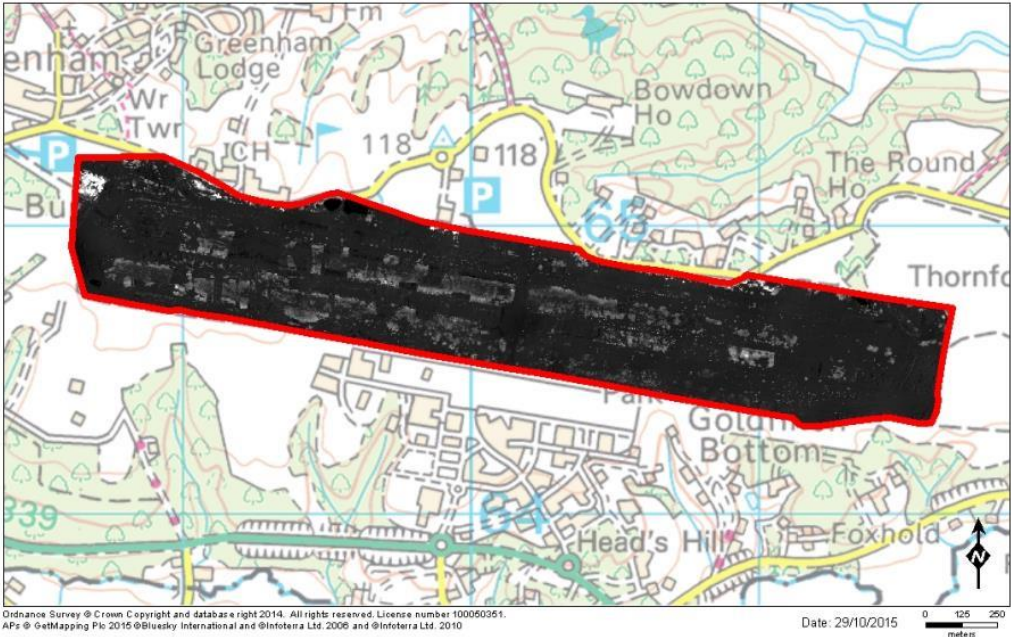 Fm
enham
Greenham
Lodge
Wr
Twr
Bowdown
Ho
118
118
CH
P
The Round
Ho
P
Bu
65
Thornfo
Park
Goldn
Bottom
339
64
Head's Hill
Foxhold
N
Ordnance Survey © Crown Copyright and database right 2014. All rights reserved. License number 100050351.
APs © GetMapping Plc 2015 ©Bluesky International and ©Infoterra Ltd. 2006 and ©Infoterra Ltd. 2010
Date: 29/10/2015
0 125 250
meters